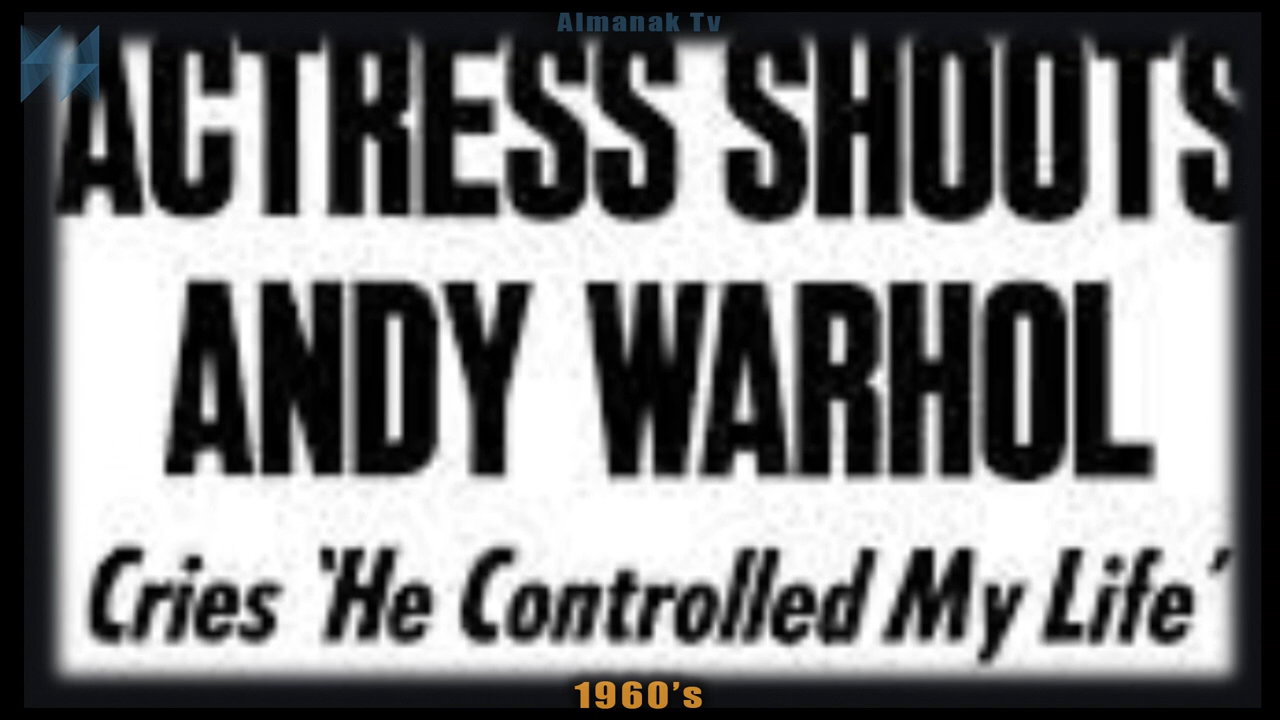 Almanak Tv
ACTRESS SHOOTS
ANDY WARHOL
Cries 'He Controlled My Life'
1960's